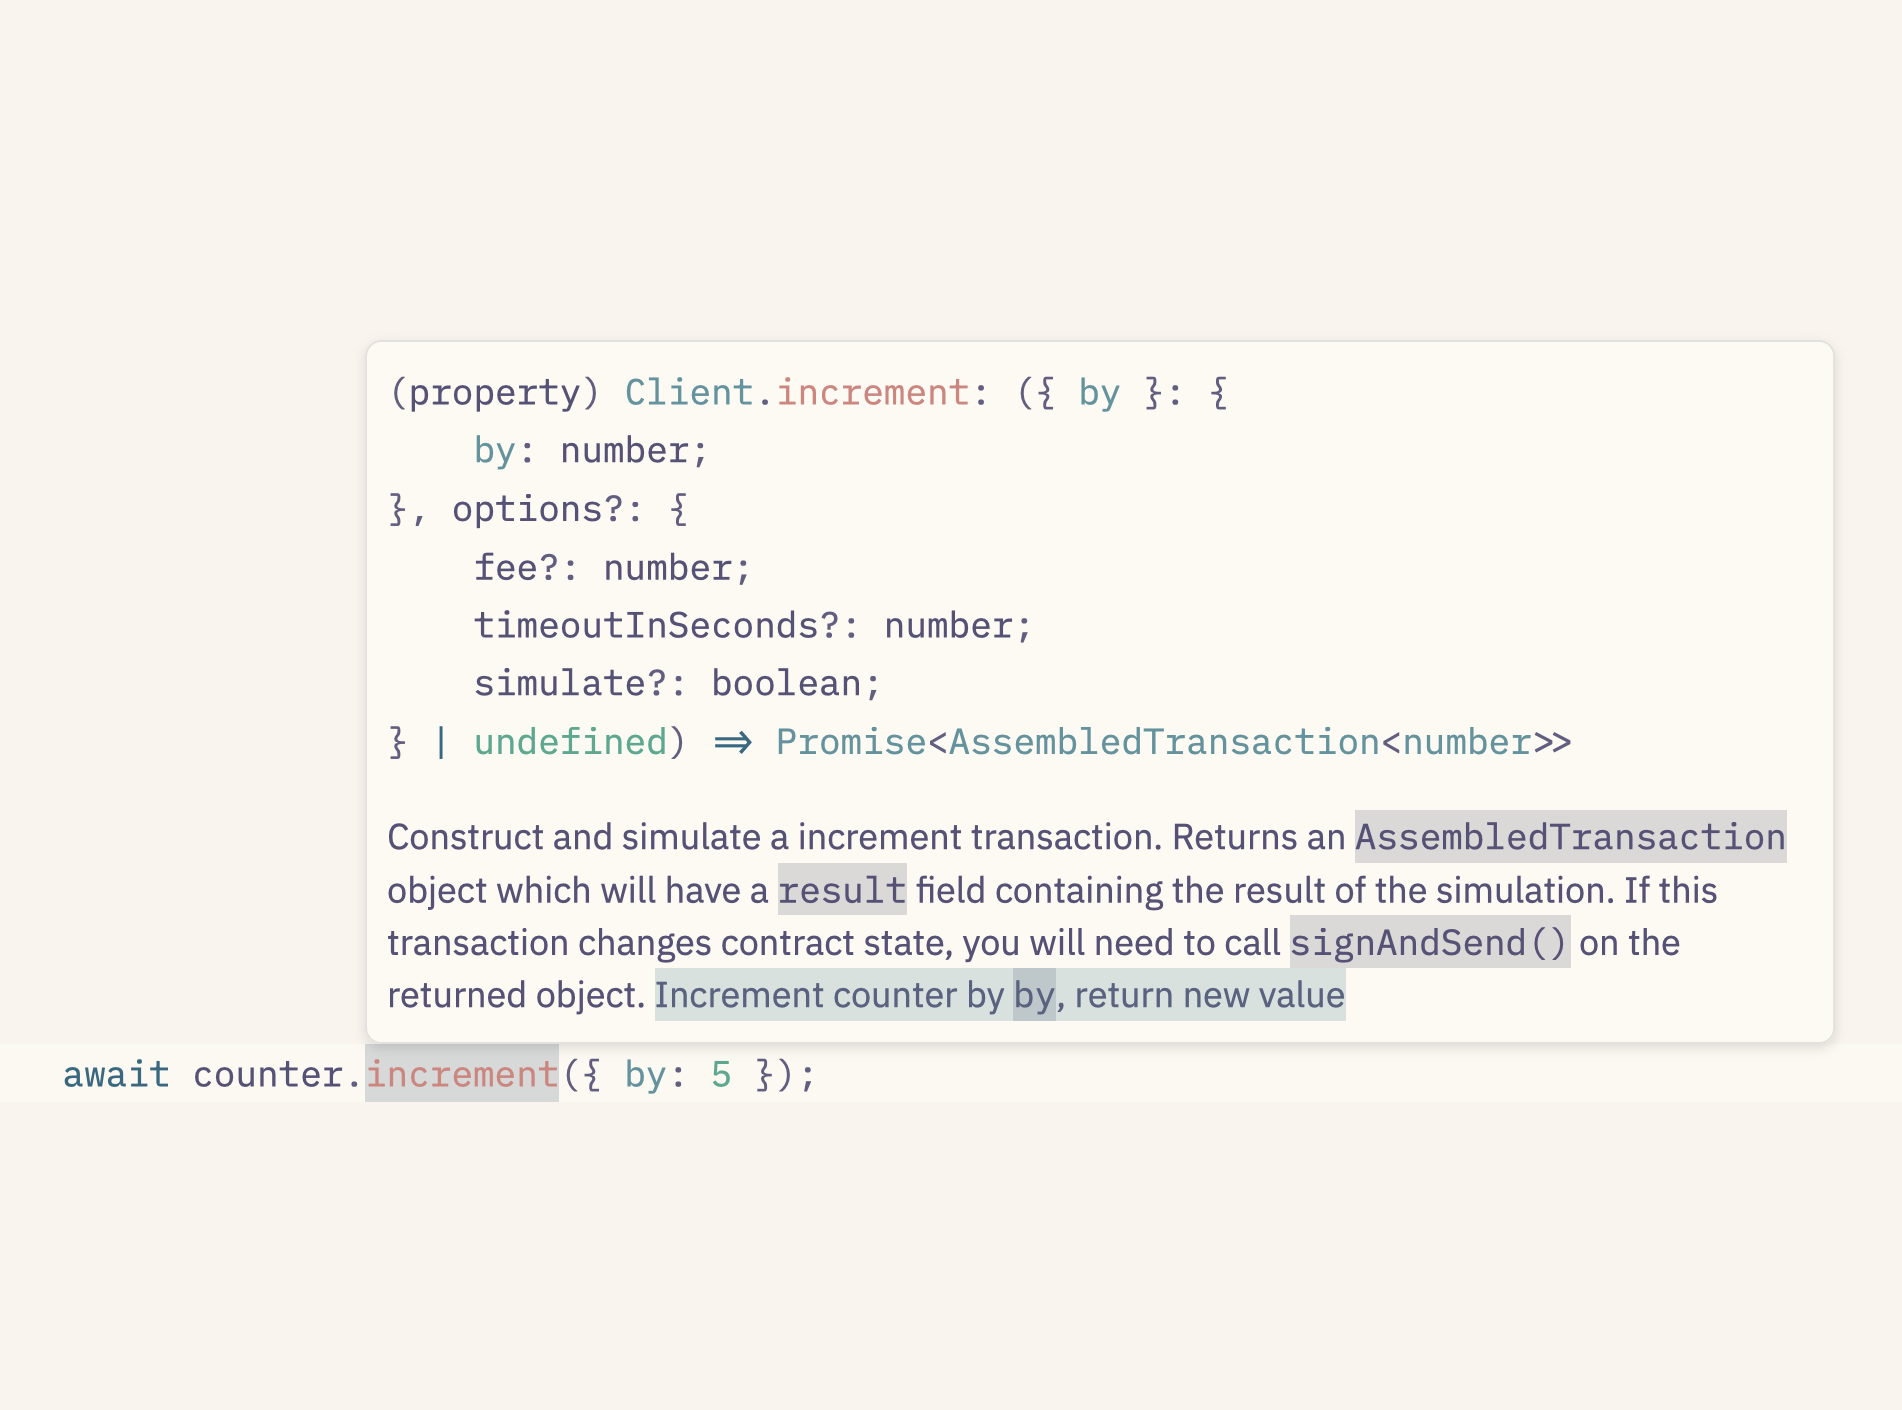 (property) Client.increment: ({ by }: {
    by: number;
}, options?: {
    fee?: number;
    timeoutInSeconds?: number;
    simulate?: boolean;
} | undefined) => Promise<AssembledTransaction<number>>
Construct and simulate a increment transaction. Returns an AssembledTransaction
object which will have a result field containing the result of the simulation. If this
transaction changes contract state, you will need to call signAndSend() on the
returned object. Increment counter by by, return new value
await counter.increment({ by: 5 });